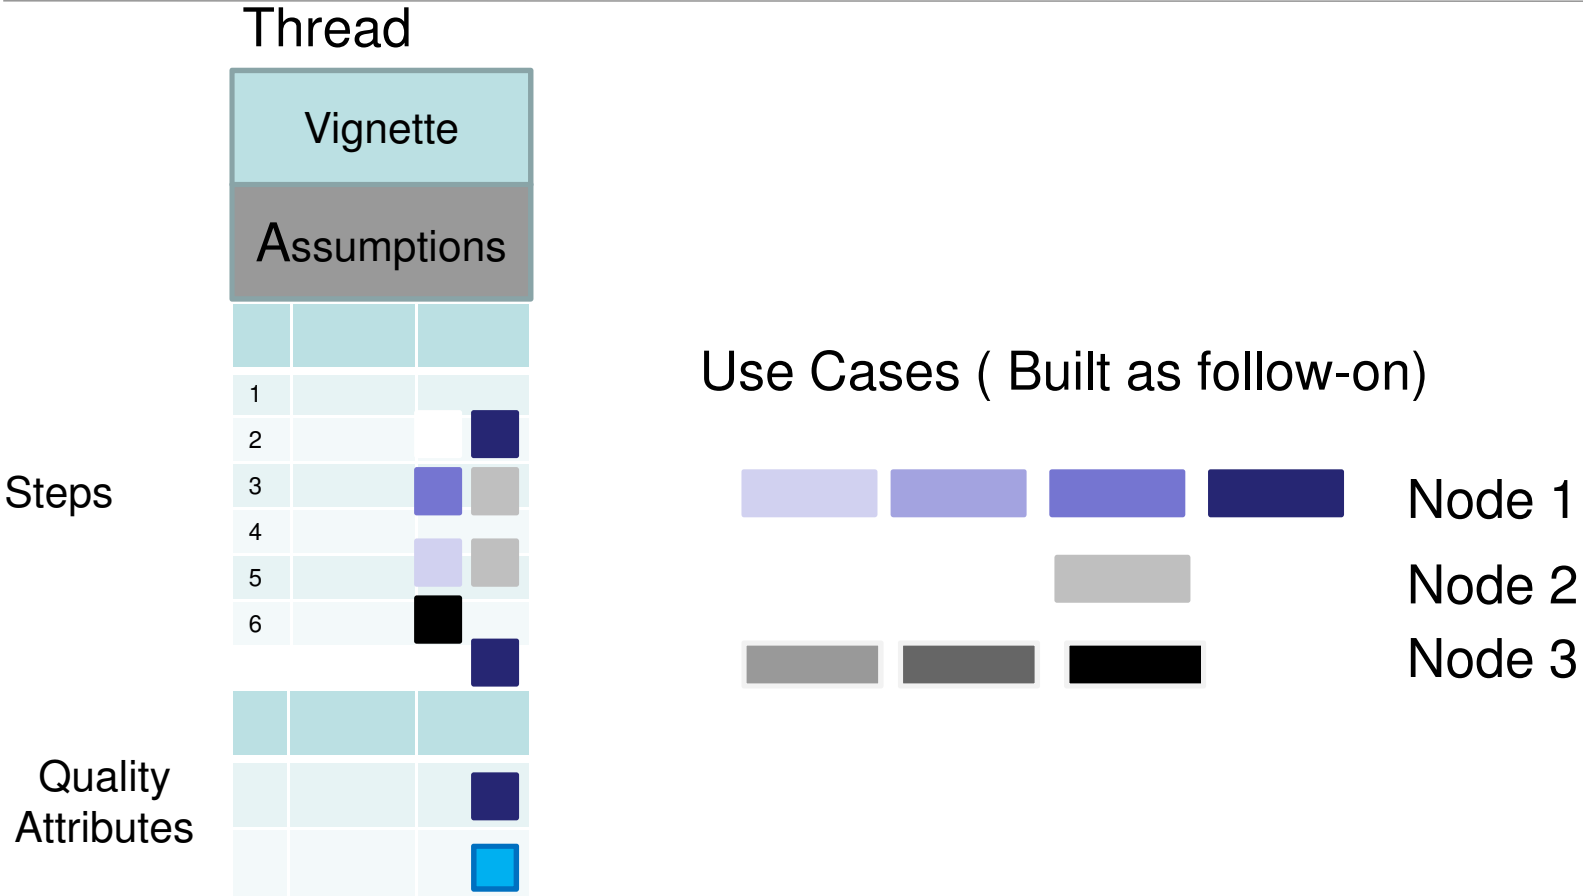 Thread
Vignette
Assumptions
Use Cases ( Built as follow-on)
1
2
3
4
5
6
Steps
Node 1
Node 2
Node 3
Quality
Attributes